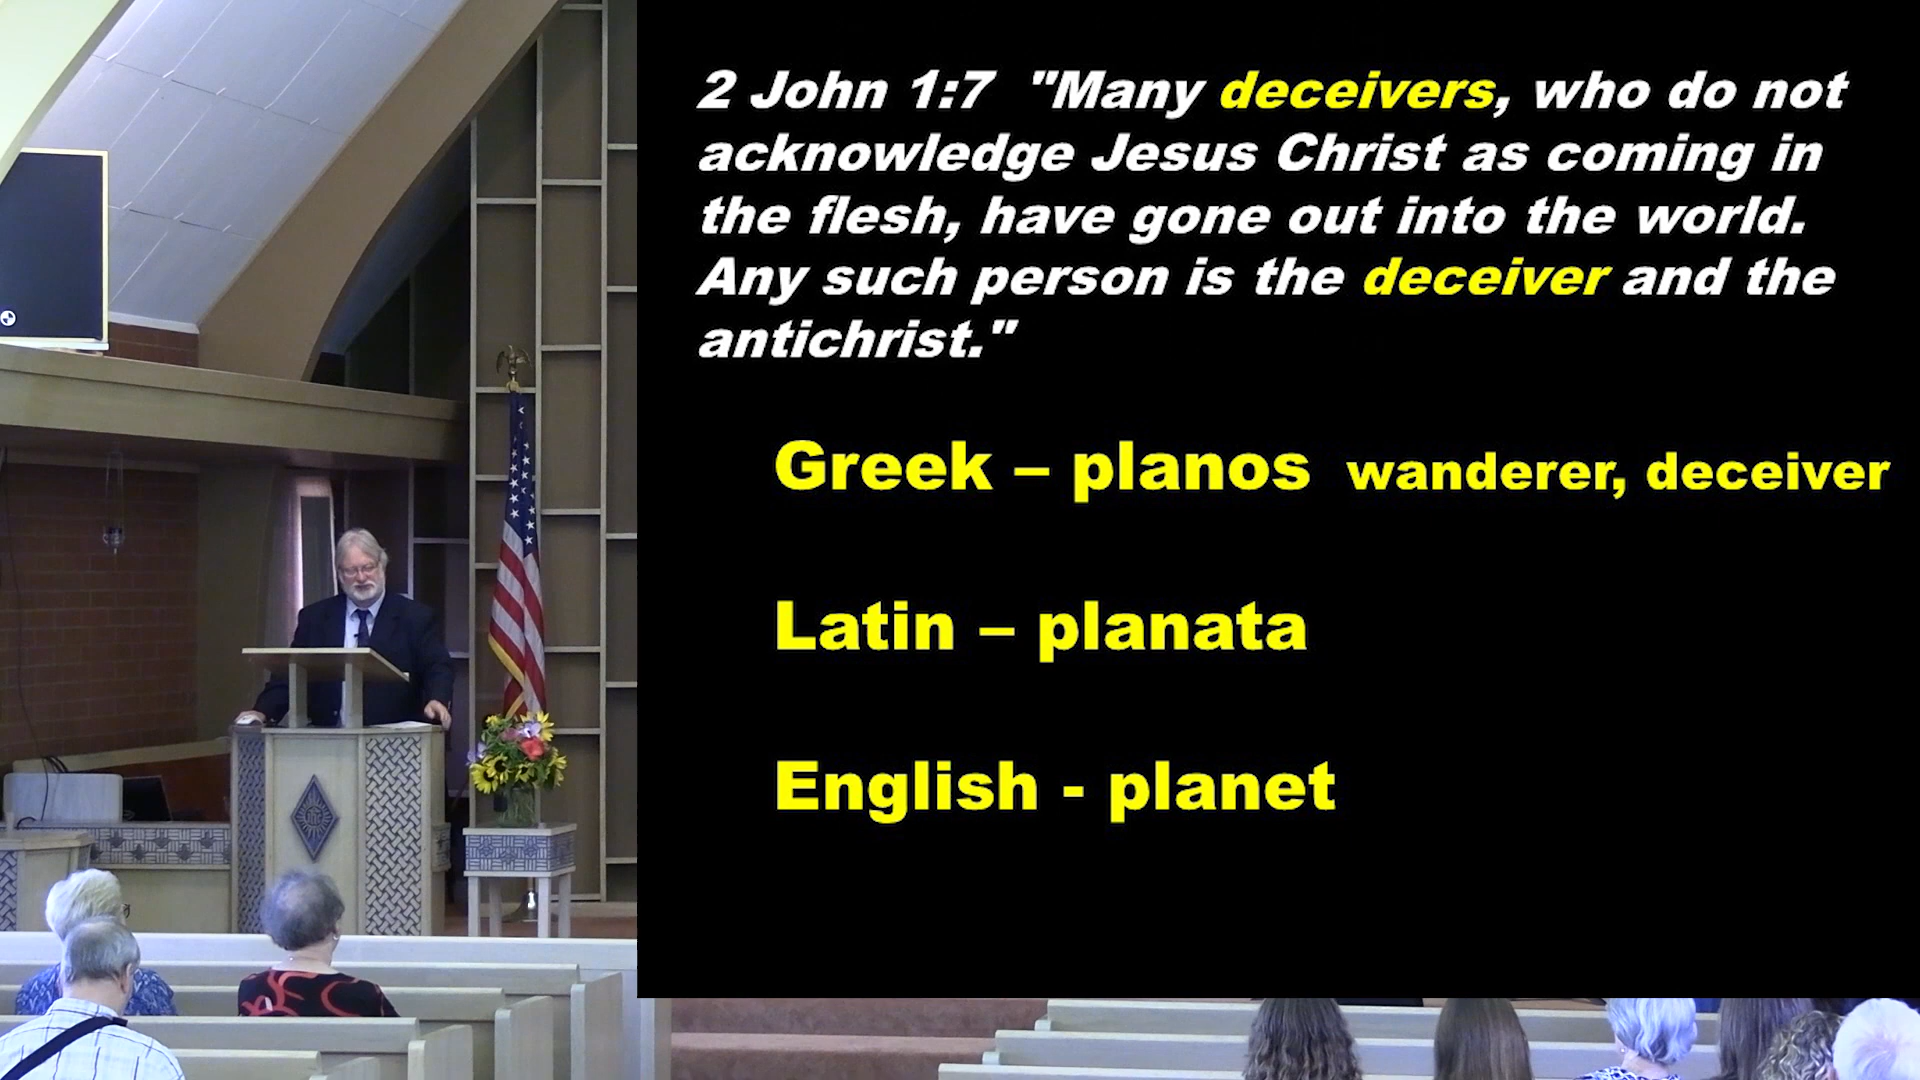 2 John 1:7 "Many deceivers, who do not
acknowledge Jesus Christ as coming in
the flesh, have gone out into the world.
Any such person is the deceiver and the
antichrist."
Greek – planos wanderer, deceiver
Latin – planata
English - planet